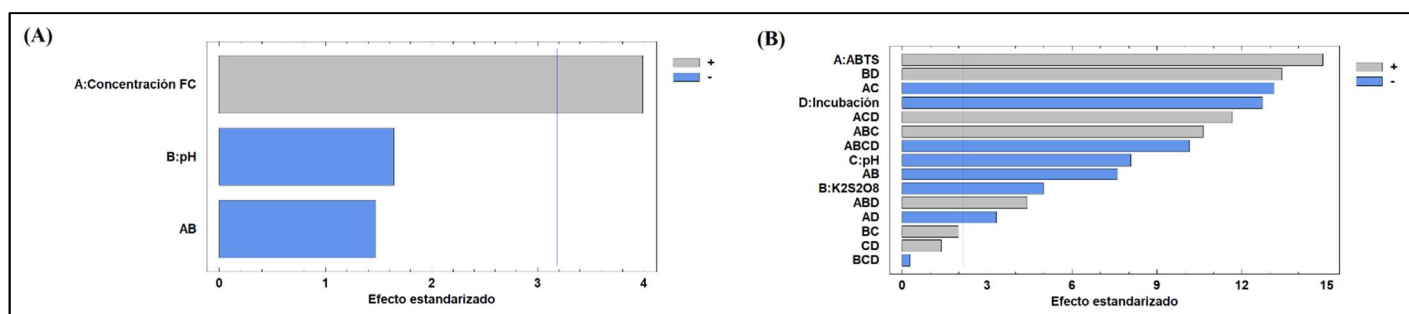 (A)
A:Concentración FC
B:pH
AB
0 1 2 3 4
Efecto estandarizado
+
-
(B)
A:ABTS
BD
AC
D:Incubación
ACD
ABC
ABCD
C:pH
AB
B:K2S2O8
ABD
AD
BC
CD
BCD
0 3 6 9 12 15
Efecto estandarizado
+
-